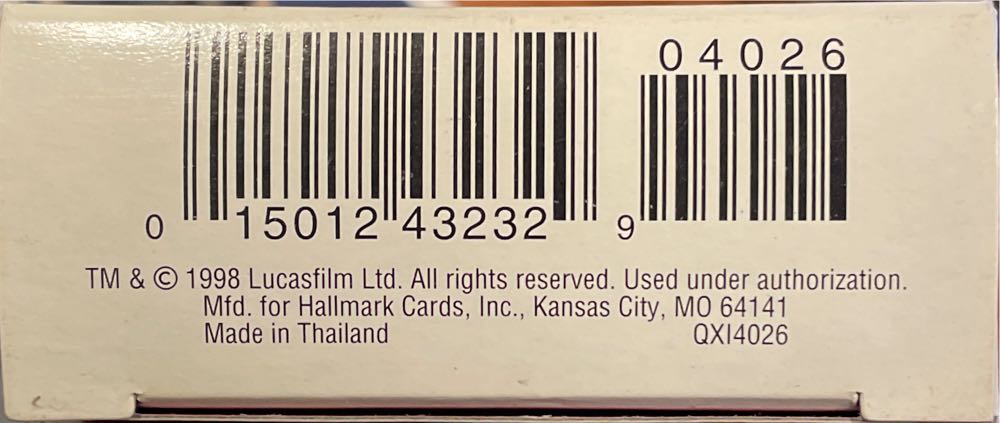 04026
0 15012 43232 9
TM & © 1998 Lucasfilm Ltd. All rights reserved. Used under authorization.
Mfd. for Hallmark Cards, Inc., Kansas City, MO 64141
Made in Thailand QXI4026